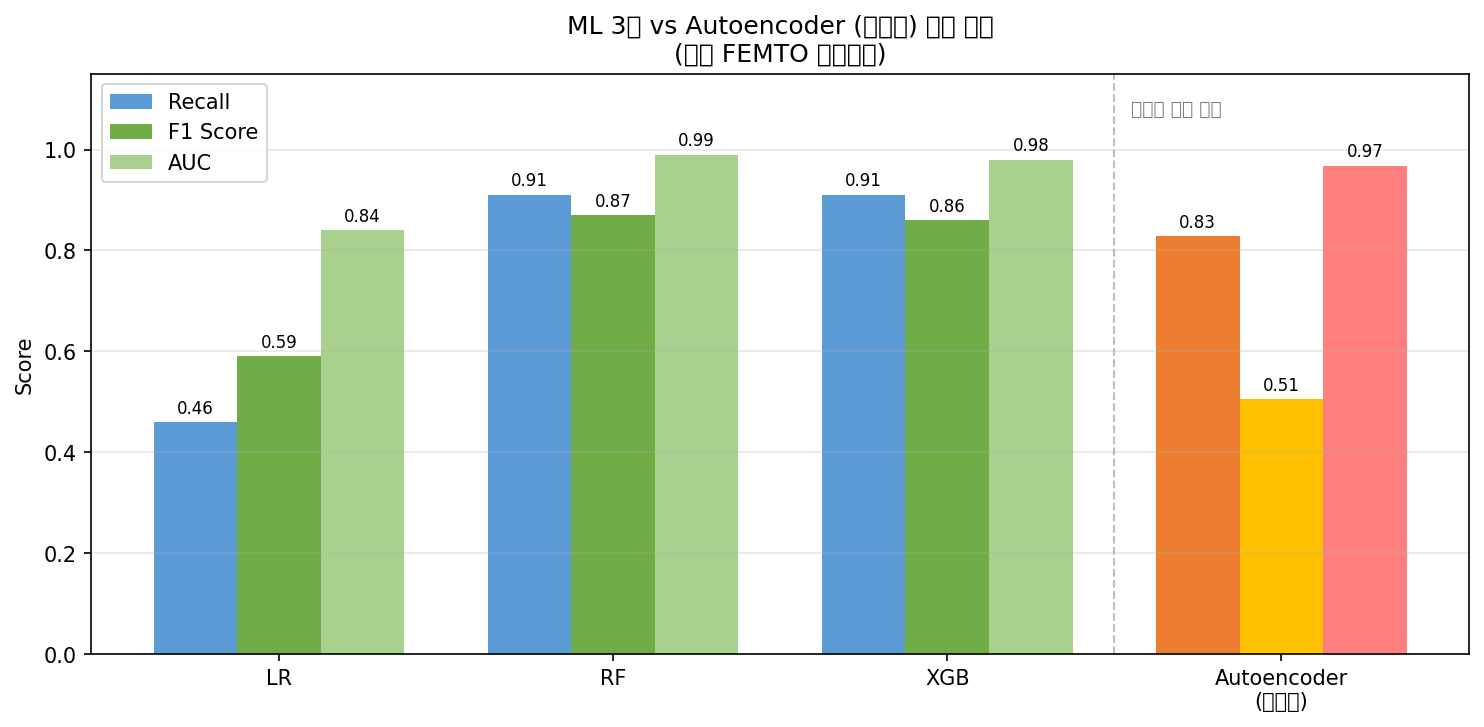 ML 3 vs Autoencoder ( )
( FEMTO )
Recall
F1 Score
AUC
Score
1.0
0.8
0.6
0.4
0.2
0.0
0.46
0.59
0.84
0.91
0.87
0.99
0.91
0.86
0.98
0.83
0.51
0.97
LR
RF
XGB
Autoencoder